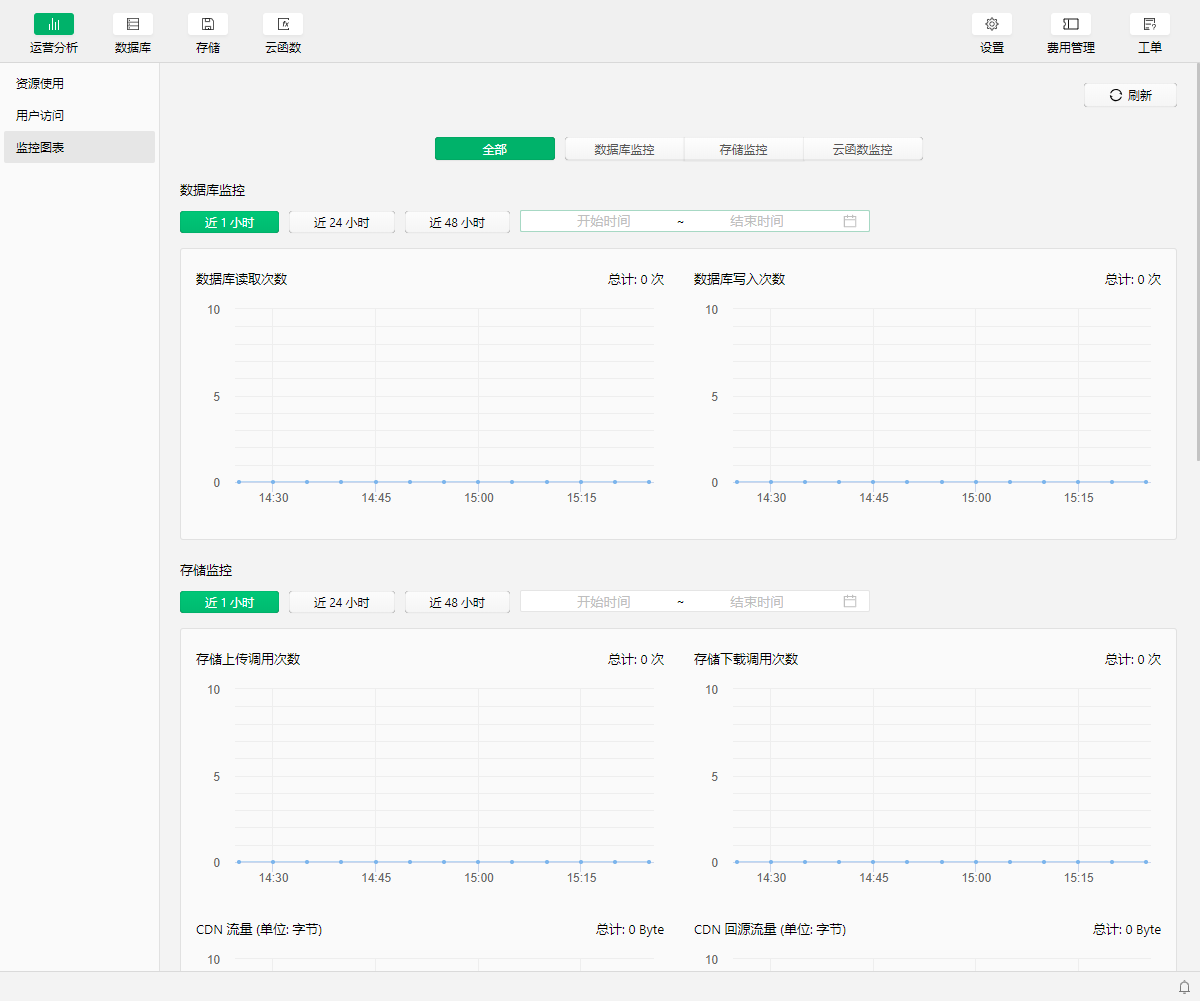 运营分析 数据库 存储 云函数 设置 费用管理 工单
资源使用
用户访问
监控图表
刷新
全部 数据库监控 存储监控 云函数监控
数据库监控
近 1 小时 近 24 小时 近 48 小时 开始时间 ~ 结束时间
数据库读取次数 总计: 0 次 数据库写入次数 总计: 0 次
10 10
5 5
0 0
14:30 14:45 15:00 15:15 14:30 14:45 15:00 15:15
存储监控
近 1 小时 近 24 小时 近 48 小时 开始时间 ~ 结束时间
存储上传调用次数 总计: 0 次 存储下载调用次数 总计: 0 次
10 10
5 5
0 0
14:30 14:45 15:00 15:15 14:30 14:45 15:00 15:15
CDN 流量 (单位: 字节) 总计: 0 Byte CDN 回源流量 (单位: 字节) 总计: 0 Byte
10 10